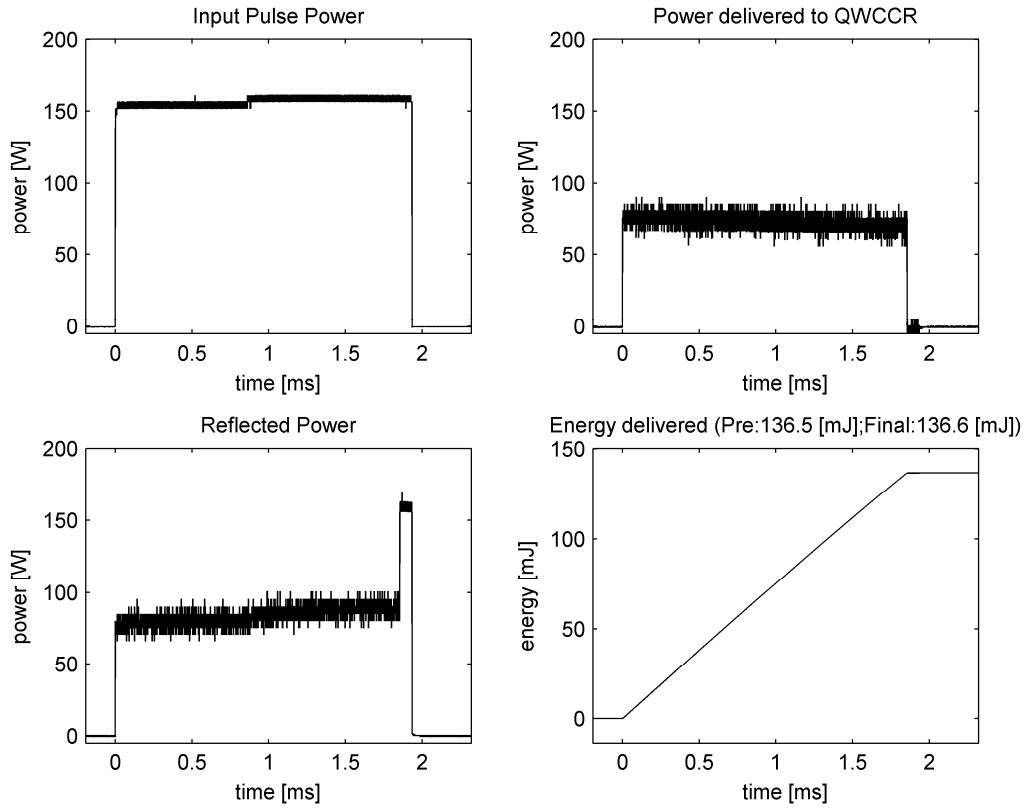 Input Pulse Power
200
150
100
50
0
power [W]
0 0.5 1 1.5 2
time [ms]
Power delivered to QWCCR
200
150
100
50
0
power [W]
0 0.5 1 1.5 2
time [ms]
Reflected Power
200
150
100
50
0
power [W]
0 0.5 1 1.5 2
time [ms]
Energy delivered (Pre:136.5 [mJ];Final:136.6 [mJ])
150
100
50
0
energy [mJ]
0 0.5 1 1.5 2
time [ms]